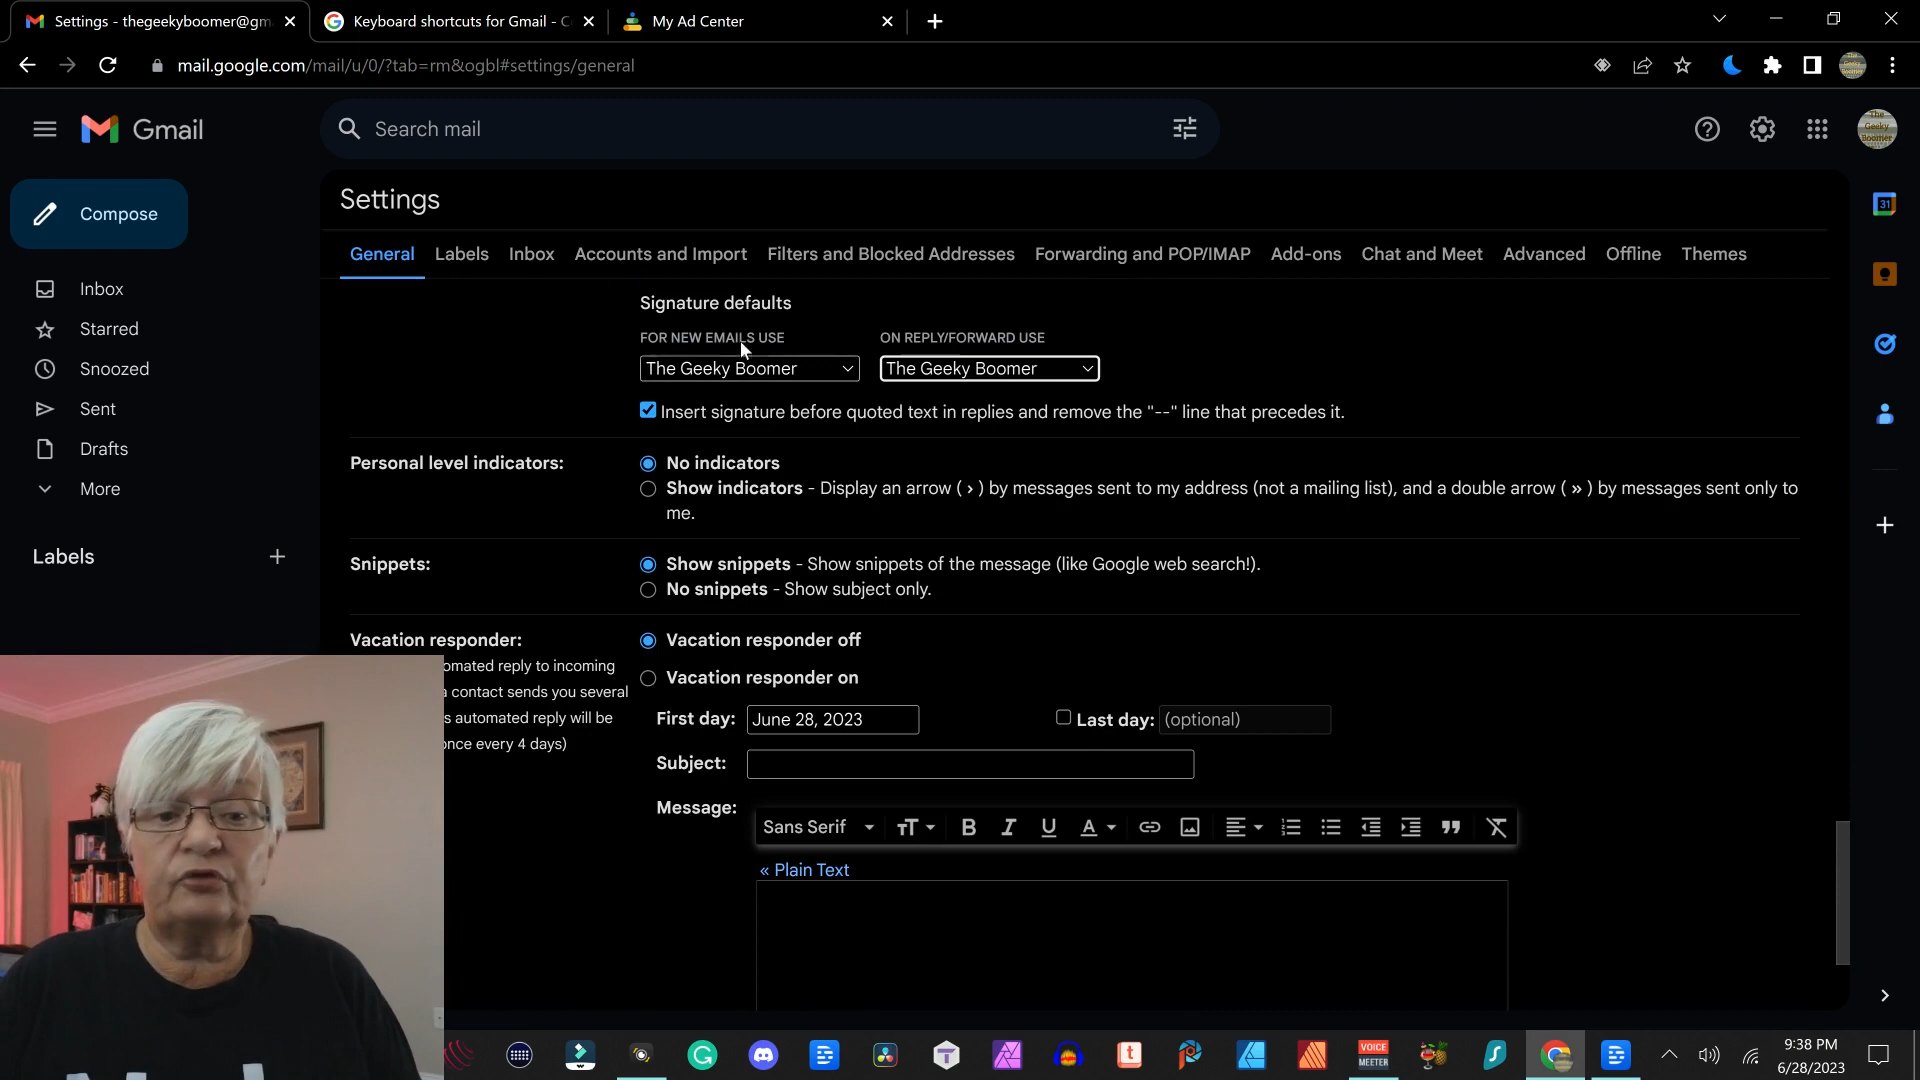 Settings - thegeekyboomer@gm
Keyboard shortcuts for Gmail - C
My Ad Center
mail.google.com/mail/u/0/?tab=rm&ogbl#settings/general
Gmail
Search mail
Compose
Inbox
Starred
Snoozed
Sent
Drafts
More
Labels
Settings
General Labels Inbox Accounts and Import Filters and Blocked Addresses Forwarding and POP/IMAP Add-ons Chat and Meet Advanced Offline Themes
Signature defaults
FOR NEW EMAILS USE
ON REPLY/FORWARD USE
The Geeky Boomer
The Geeky Boomer
Insert signature before quoted text in replies and remove the "--" line that precedes it.
Personal level indicators:
No indicators
Show indicators - Display an arrow ( › ) by messages sent to my address (not a mailing list), and a double arrow ( » ) by messages sent only to
me.
Snippets:
Show snippets - Show snippets of the message (like Google web search!).
No snippets - Show subject only.
Vacation responder:
omated reply to incoming
a contact sends you several
s automated reply will be
nce every 4 days)
Vacation responder off
Vacation responder on
First day: June 28, 2023
Last day: (optional)
Subject:
Message:
Sans Serif
« Plain Text
31
The
Geeky
Boomer
VOICE
MEETER
9:38 PM
6/28/2023